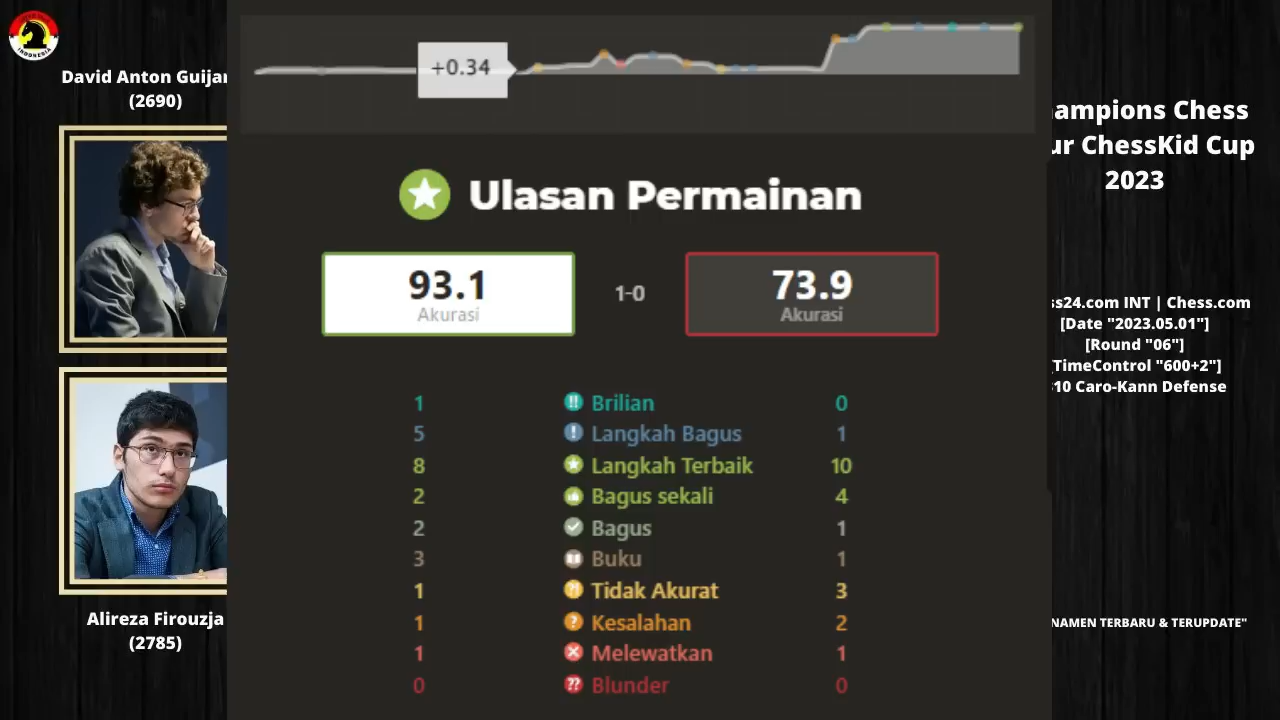 David Anton Guijar
(2690)
+0.34
Ulasan Permainan
93.1
Akurasi
1-0
73.9
Akurasi
1 Brilian 0
5 Langkah Bagus 1
8 Langkah Terbaik 10
2 Bagus sekali 4
2 Bagus 1
3 Buku 1
1 Tidak Akurat 3
1 Kesalahan 2
1 Melewatkan 1
0 Blunder 0
Alireza Firouzja
(2785)
ampions Chess
ur ChessKid Cup
2023
ss24.com INT | Chess.com
[Date "2023.05.01"]
[Round "06"]
TimeControl "600+2"]
10 Caro-Kann Defense
NAMEN TERBARU & TERUPDATE"